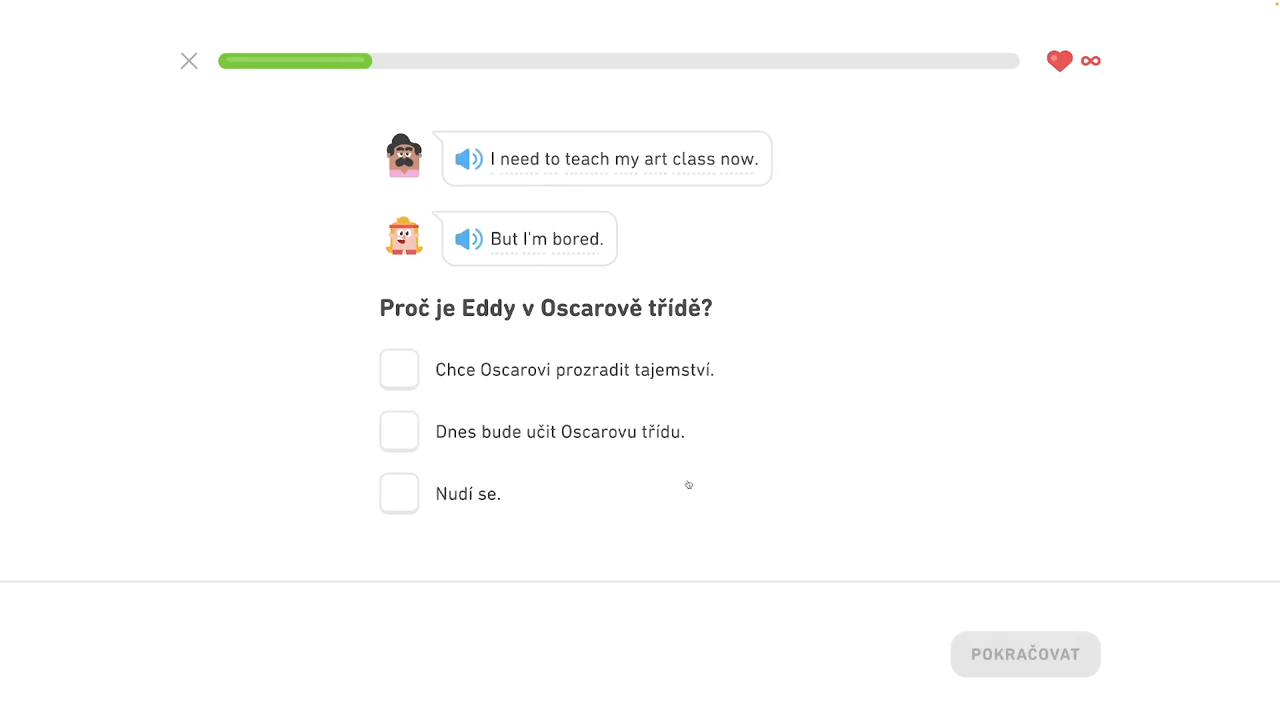 I need to teach my art class now.
But I'm bored.
Proč je Eddy v Oscarově třídě?
Chce Oscarovi prozradit tajemství.
Dnes bude učit Oscarovu třídu.
Nudí se.
POKRAČOVAT